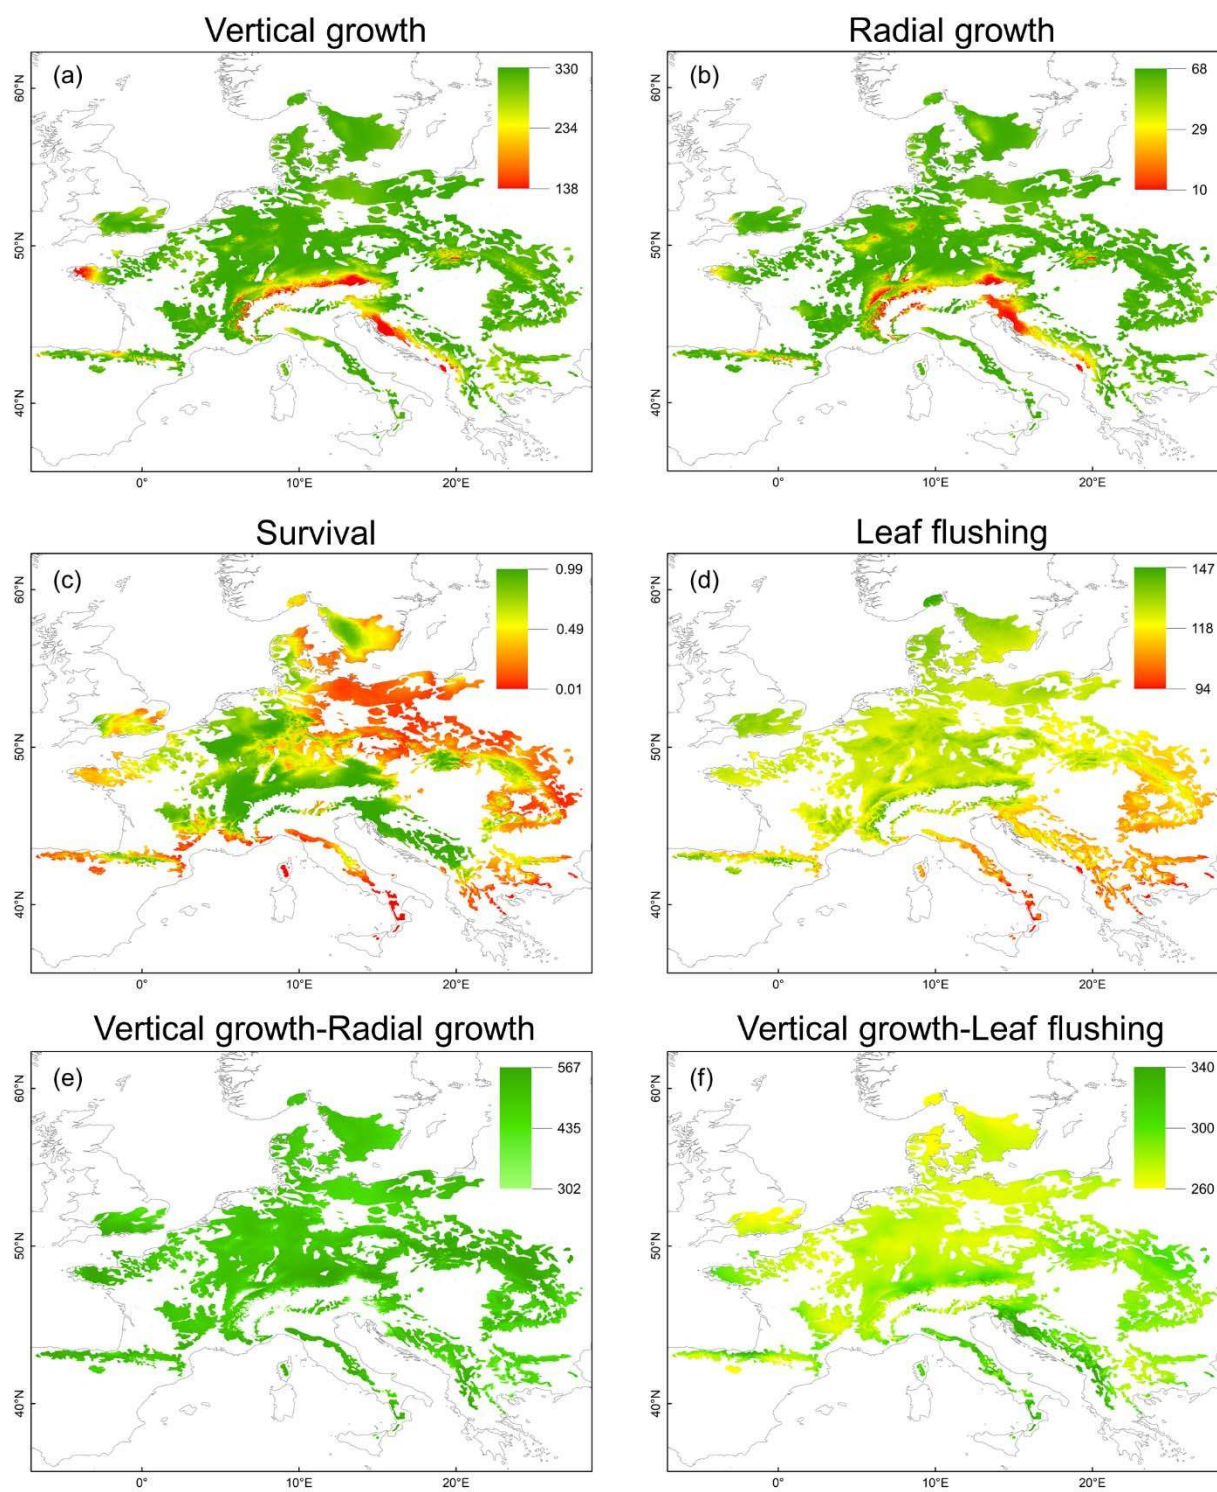 Vertical growth
Radial growth
(a)
330
234
138
60°N
50°N
40°N
0°
10°E
20°E
(b)
68
29
10
60°N
50°N
40°N
0°
10°E
20°E
Survival
Leaf flushing
(c)
0.99
0.49
0.01
60°N
50°N
40°N
0°
10°E
20°E
(d)
147
118
94
60°N
50°N
40°N
0°
10°E
20°E
Vertical growth-Radial growth
Vertical growth-Leaf flushing
(e)
567
435
302
60°N
50°N
40°N
0°
10°E
20°E
(f)
340
300
260
60°N
50°N
40°N
0°
10°E
20°E